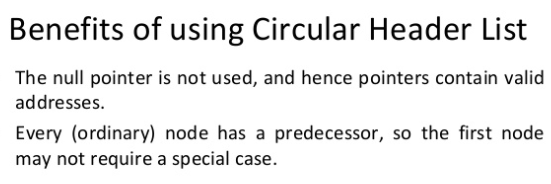 Benefits of using Circular Header List
The null pointer is not used, and hence pointers contain valid
addresses.
Every (ordinary) node has a predecessor, so the first node
may not require a special case.